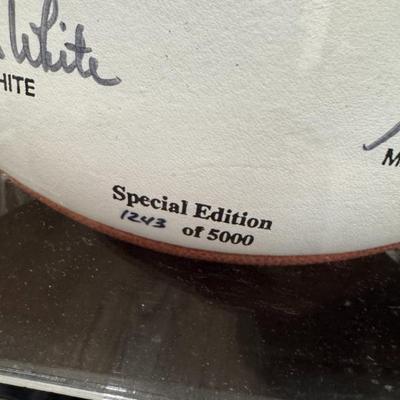 White
HITE
M
Special Edition
1243 of 5000